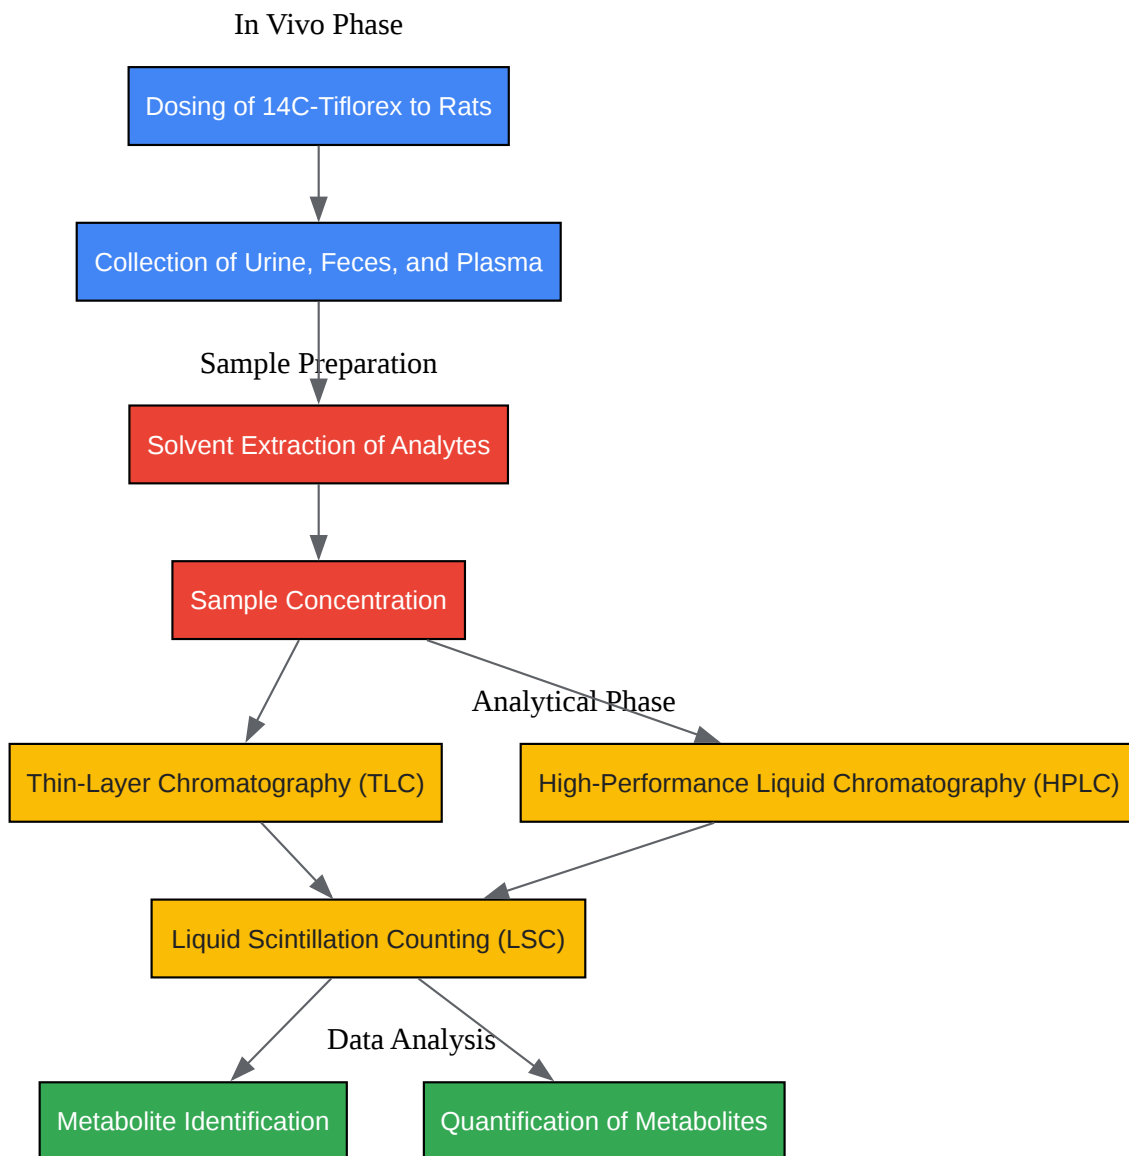 In Vivo Phase
Dosing of 14C-Tiflorex to Rats
Collection of Urine, Feces, and Plasma
Sample Preparation
Solvent Extraction of Analytes
Sample Concentration
Analytical Phase
Thin-Layer Chromatography (TLC)
High-Performance Liquid Chromatography (HPLC)
Liquid Scintillation Counting (LSC)
Data Analysis
Metabolite Identification
Quantification of Metabolites